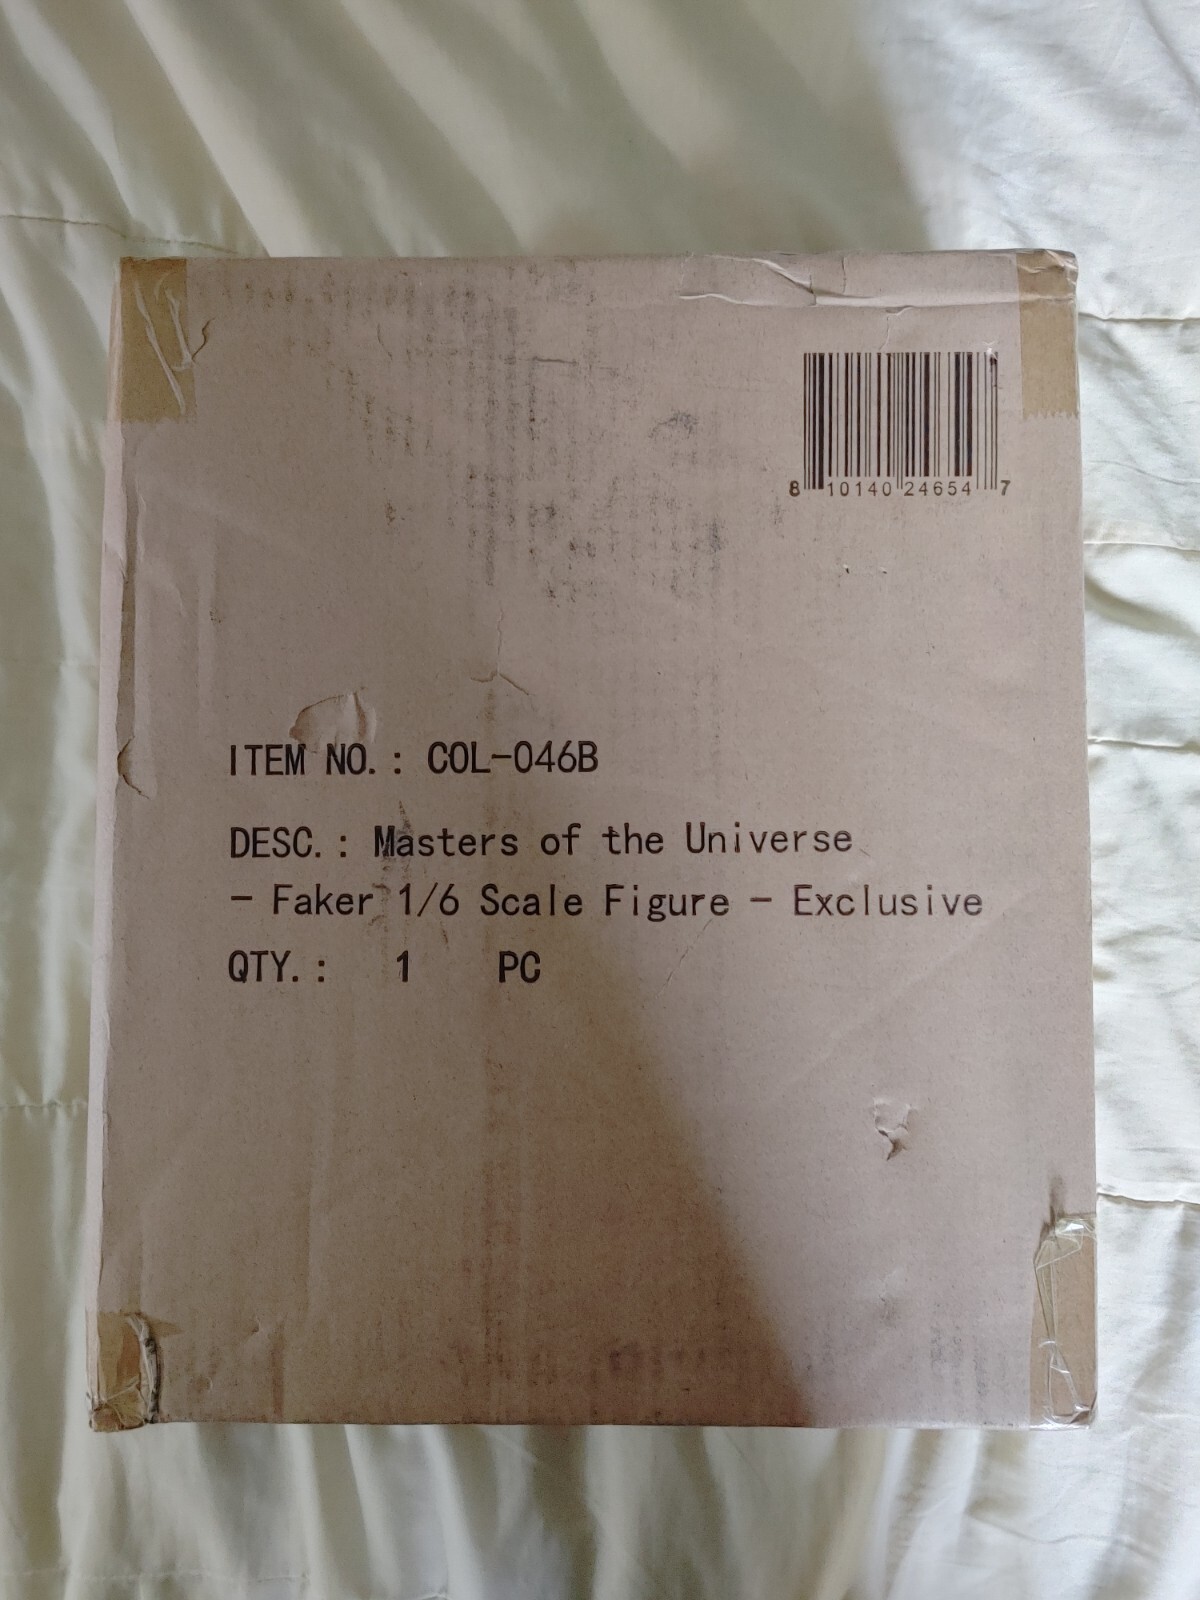 8 10140 24654 7
ITEM NO.: COL-046B
DESC.: Masters of the Universe
- Faker 1/6 Scale Figure - Exclusive
QTY.: 1 PC